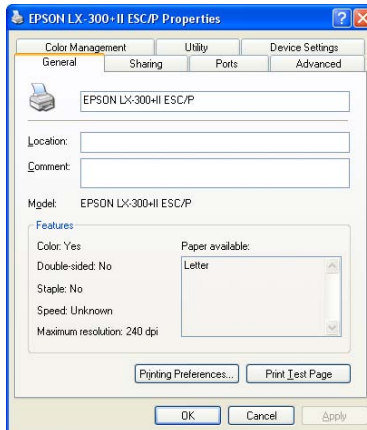 EPSON LX-300+II ESC/P Properties
Color Management Utility Device Settings
General Sharing Ports Advanced
EPSON LX-300+II ESC/P
Location:
Comment:
Model: EPSON LX-300+II ESC/P
Features
Color: Yes Paper available:
Double-sided: No Letter
Staple: No
Speed: Unknown
Maximum resolution: 240 dpi
Printing Preferences... Print Test Page
OK Cancel Apply